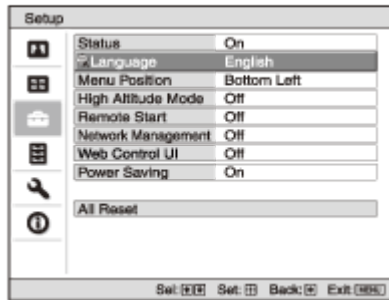 Setup
Status On
Language English
Menu Position Bottom Left
High Altitude Mode Off
Remote Start Off
Network Management Off
Web Control UI Off
Power Saving On
All Reset
Sel: Set: Back: Exit: MENU